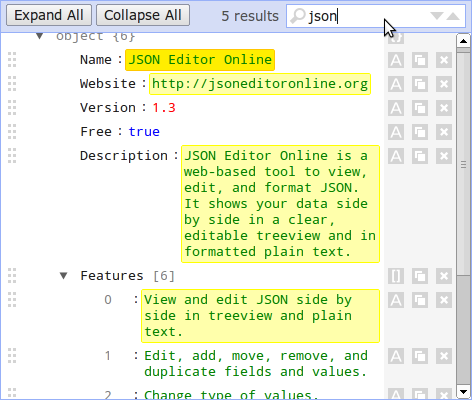 Expand All Collapse All 5 results json
object {6}
Name : JSON Editor Online
Website : http://jsoneditoronline.org
Version : 1.3
Free : true
Description : JSON Editor Online is a
web-based tool to view,
edit, and format JSON.
It shows your data side
by side in a clear,
editable treeview and in
formatted plain text.
Features [6]
0 : View and edit JSON side by
side in treeview and plain
text.
1 : Edit, add, move, remove, and
duplicate fields and values.
2 : Change type of values.